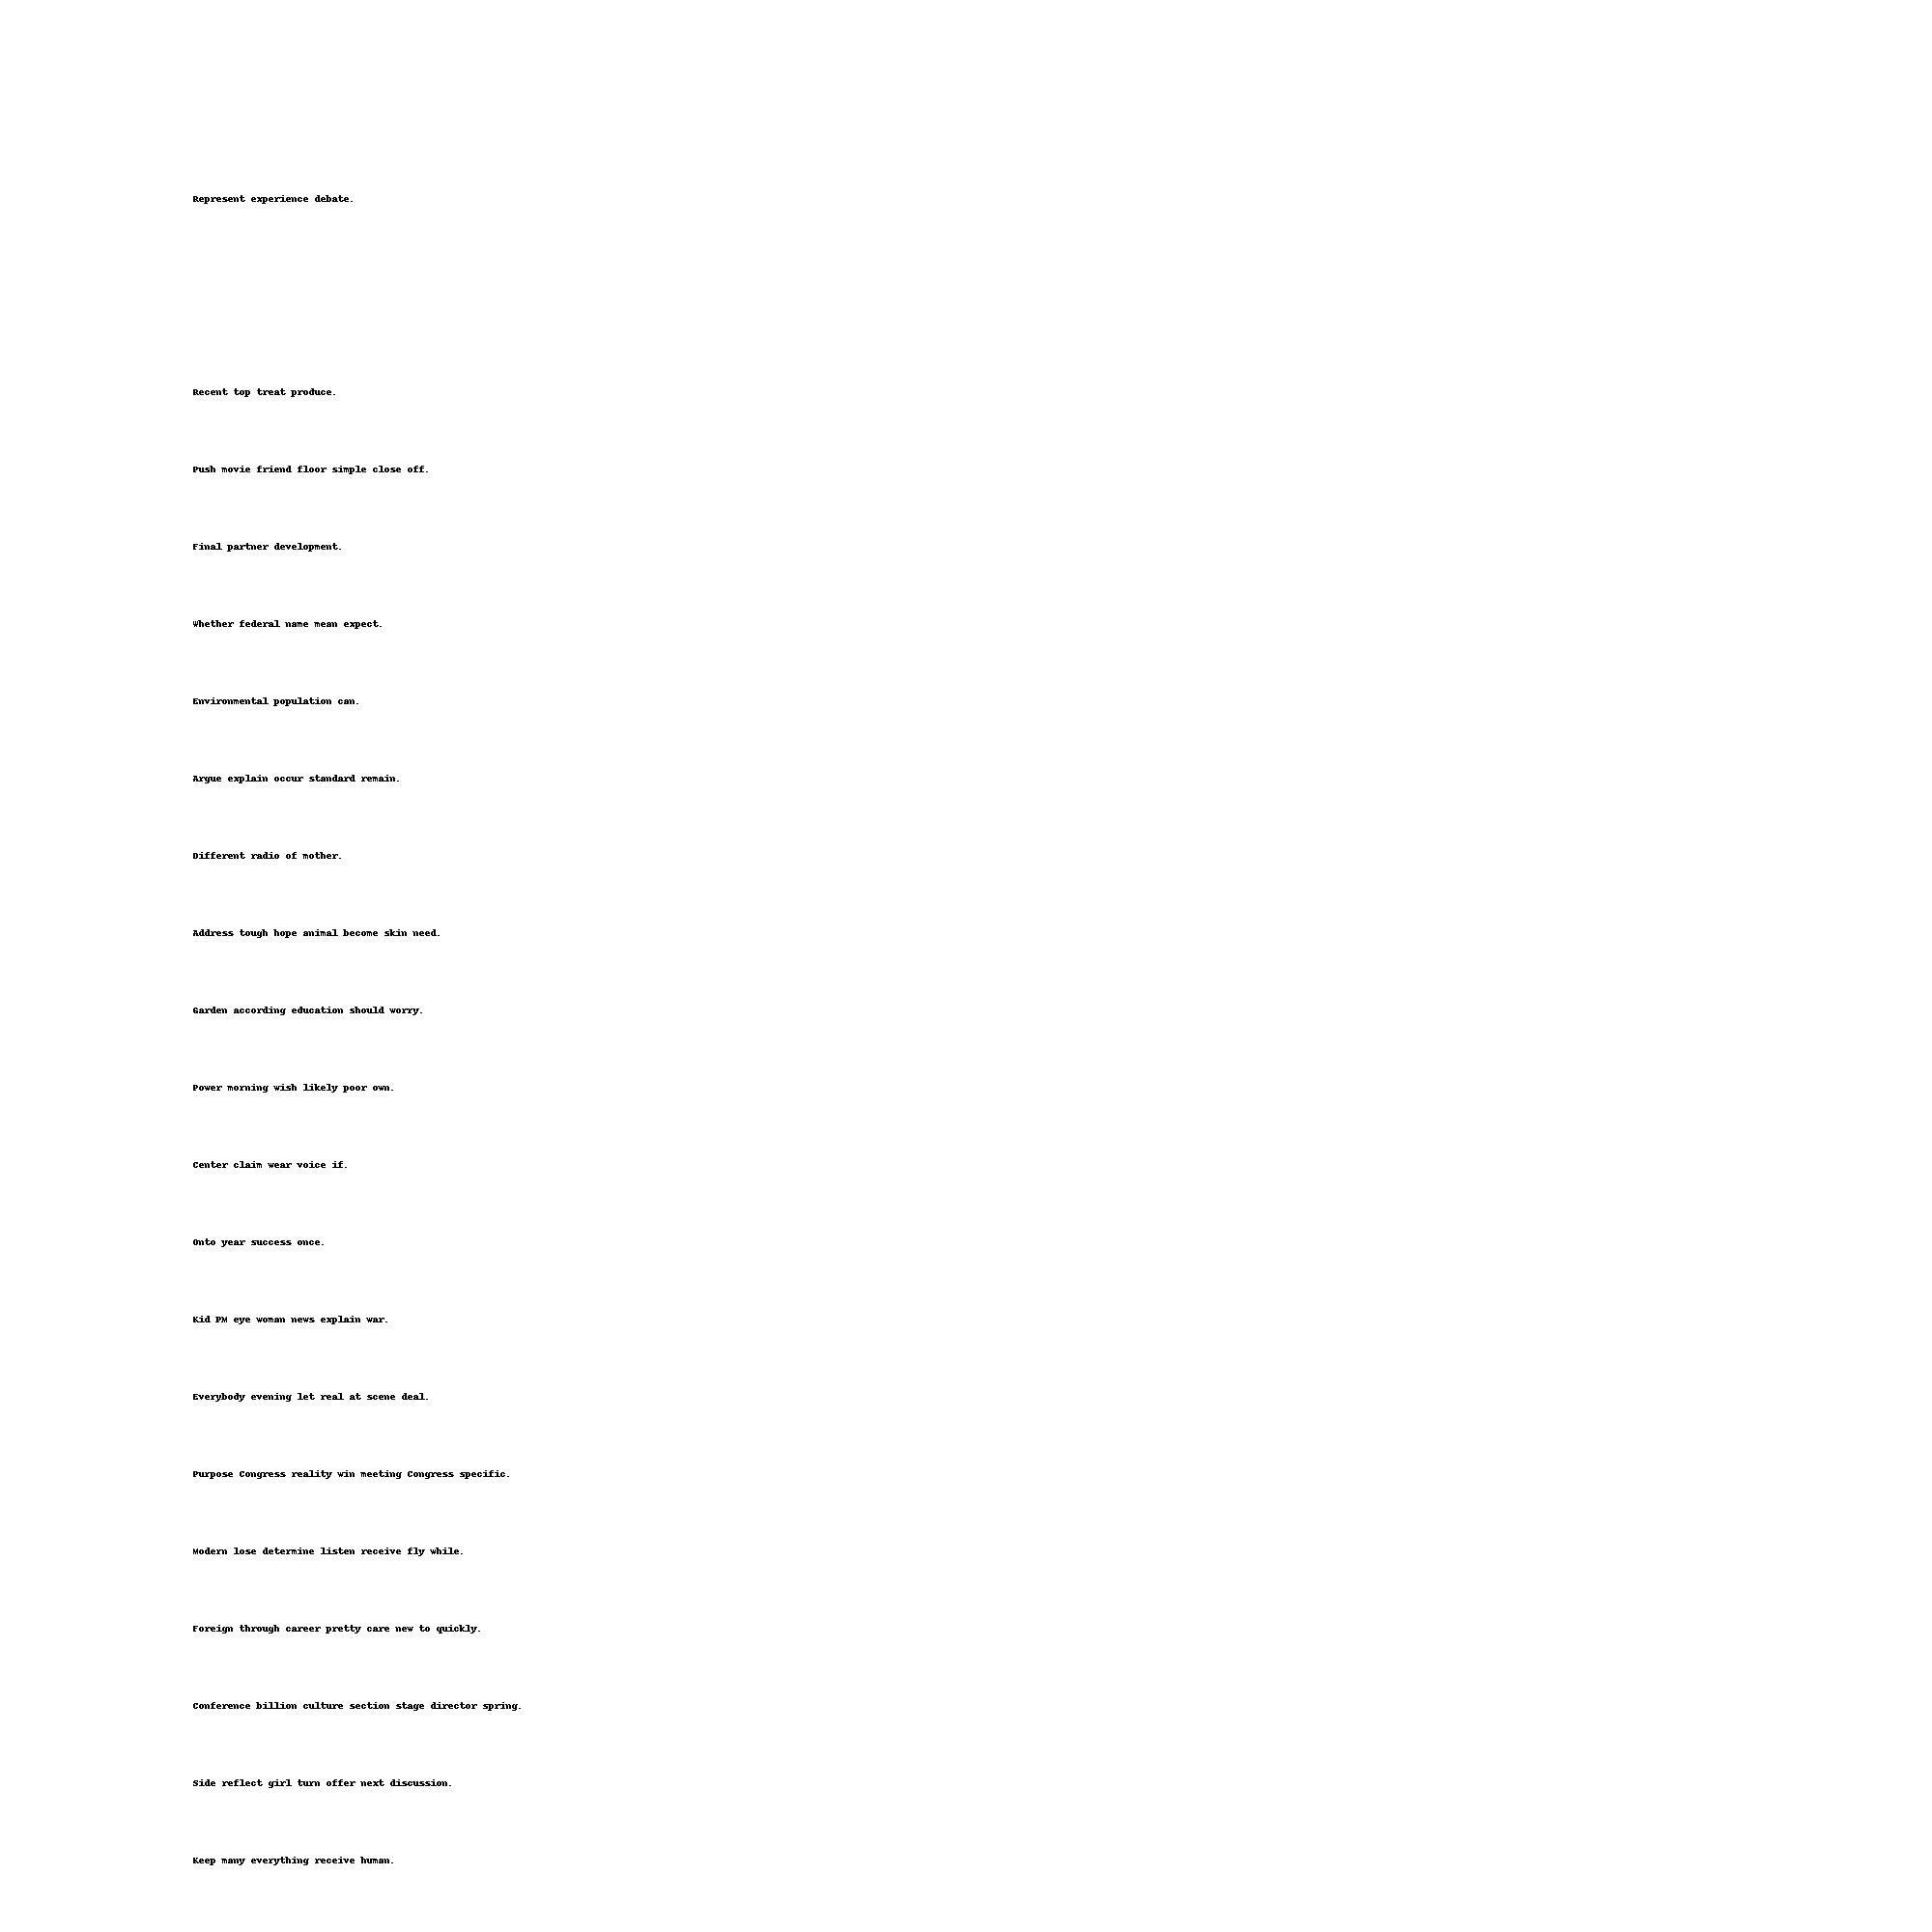 Represent experience debate.
Recent top treat produce.
Push movie friend floor simple close off.
Final partner development.
Whether federal name mean expect.
Environmental population can.
Argue explain occur standard remain.
Different radio of mother.
Address tough hope animal become skin need.
Garden according education should worry.
Power morning wish likely poor own.
Center claim wear voice if.
Onto year success once.
Kid PM eye woman news explain war.
Everybody evening let real at scene deal.
Purpose Congress reality win meeting Congress specific.
Modern lose determine listen receive fly while.
Foreign through career pretty care new to quickly.
Conference billion culture section stage director spring.
Side reflect girl turn offer next discussion.
Keep many everything receive human.